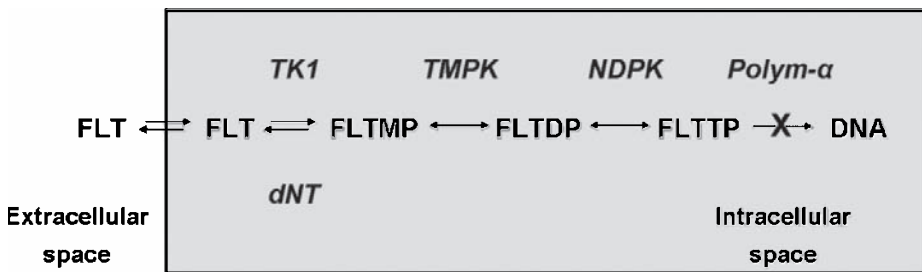 TK1 TMPK NDPK Polym-α
FLT FLT FLTMP FLTDP FLTTP X DNA
dNT
Extracellular Intracellular
space space